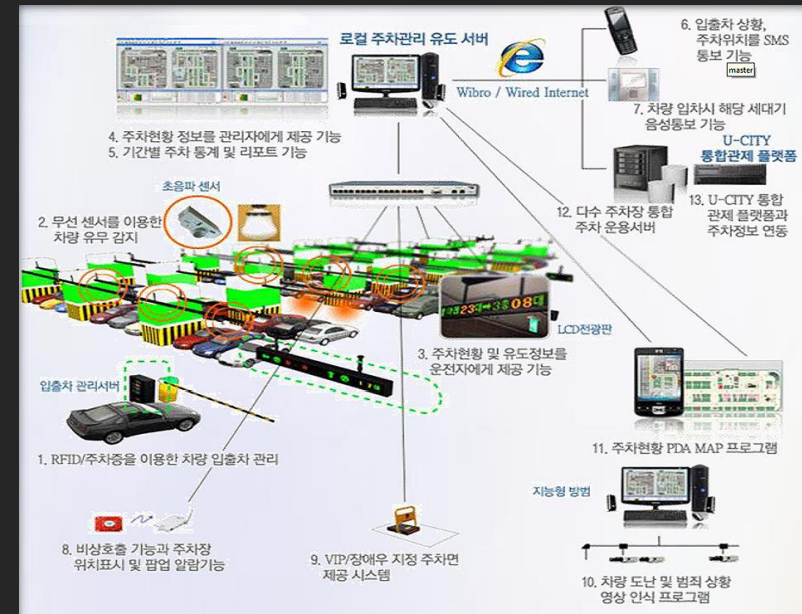 로컬 주차관리 유도 서버
Wibro / Wired Internet
6. 입출차 상황,
주차위치를 SMS
통보 기능
master
7. 차량 입차시 해당 세대기
음성통보 기능
4. 주차현황 정보를 관리자에게 제공 기능
5. 기간별 주차 통계 및 리포트 기능
U-CITY
통합관제 플랫폼
12. 다수 주차장 통합
주차 운용서버
13. U-CITY 통합
관제 플랫폼과
주차정보 연동
초음파 센서
2. 무선 센서를 이용한
차량 유무 감지
LCD전광판
3. 주차현황 및 유도정보를
운전자에게 제공 기능
입출차 관리서버
1. RFID/주차증을 이용한 차량 입출차 관리
11. 주차현황 PDA MAP 프로그램
지능형 방범
8. 비상호출 기능과 주차장
위치표시 및 팝업 알람기능
9. VIP/장애우 지정 주차면
제공 시스템
10. 차량 도난 및 범죄 상황
영상 인식 프로그램